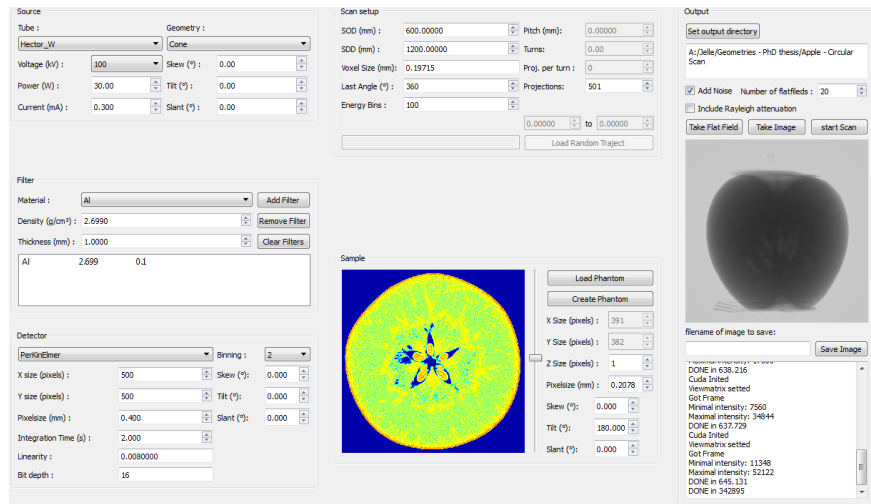 Source
Tube :
Geometry :
Hector_W
Cone
Voltage (kV) :
100
Skew (°) :
0.00
Power (W) :
30.00
Tilt (°) :
0.00
Current (mA) :
0.300
Slant (°) :
0.00
Filter
Material :
Al
Add Filter
Density (g/cm³) :
2.6990
Remove Filter
Thickness (mm) :
1.0000
Clear Filters
Al 2.699 0.1
Detector
PerKinElmer
Binning :
2
X size (pixels) :
500
Skew (°):
0.000
Y size (pixels) :
500
Tilt (°):
0.000
Pixelsize (mm) :
0.400
Slant (°):
0.000
Integration Time (s) :
2.000
Linearity :
0.0080000
Bit depth :
16
Scan setup
SOD (mm) :
600.00000
Pitch (mm):
0.00000
SDD (mm) :
1200.00000
Turns:
0.00
Voxel Size (mm):
0.19715
Proj. per turn :
0
Last Angle (°) :
360
Projections:
501
Energy Bins :
100
0.00000 to 0.00000
Load Random Traject
Sample
Load Phantom
Create Phantom
X Size (pixels) :
391
Y Size (pixels) :
382
Z Size (pixels) :
1
Pixelsize (mm) :
0.2078
Skew (°):
0.000
Tilt (°):
180.000
Slant (°):
0.000
Output
Set output directory
A:/Jelle/Geometries - PhD thesis/Apple - Circular
Scan
Add Noise
Number of flatfileds :
20
Include Rayleigh attenuation
Take Flat Field
Take Image
start Scan
filename of image to save:
Save Image
DONE in 638.216
Cuda Inited
Viewmatrix setted
Got Frame
Minimal intensity: 7560
Maximal intensity: 34844
DONE in 637.729
Cuda Inited
Viewmatrix setted
Got Frame
Minimal intensity: 11348
Maximal intensity: 52122
DONE in 645.131
DONE in 342895